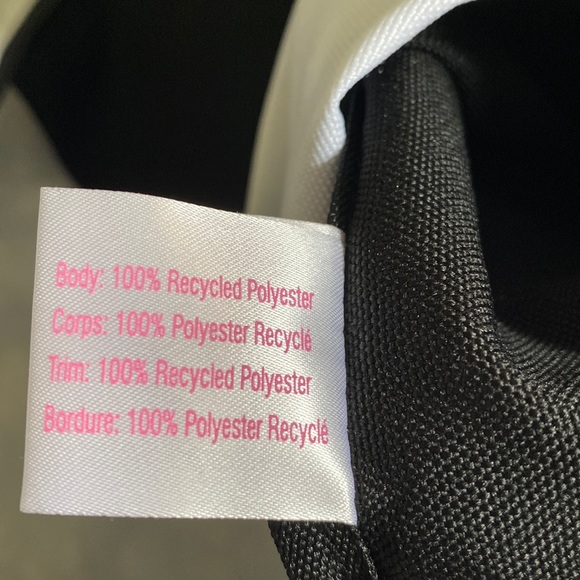 Body: 100% Recycled Polyester
Corps: 100% Polyester Recyclé
Trim: 100% Recycled Polyester
Bordure: 100% Polyester Recyclé